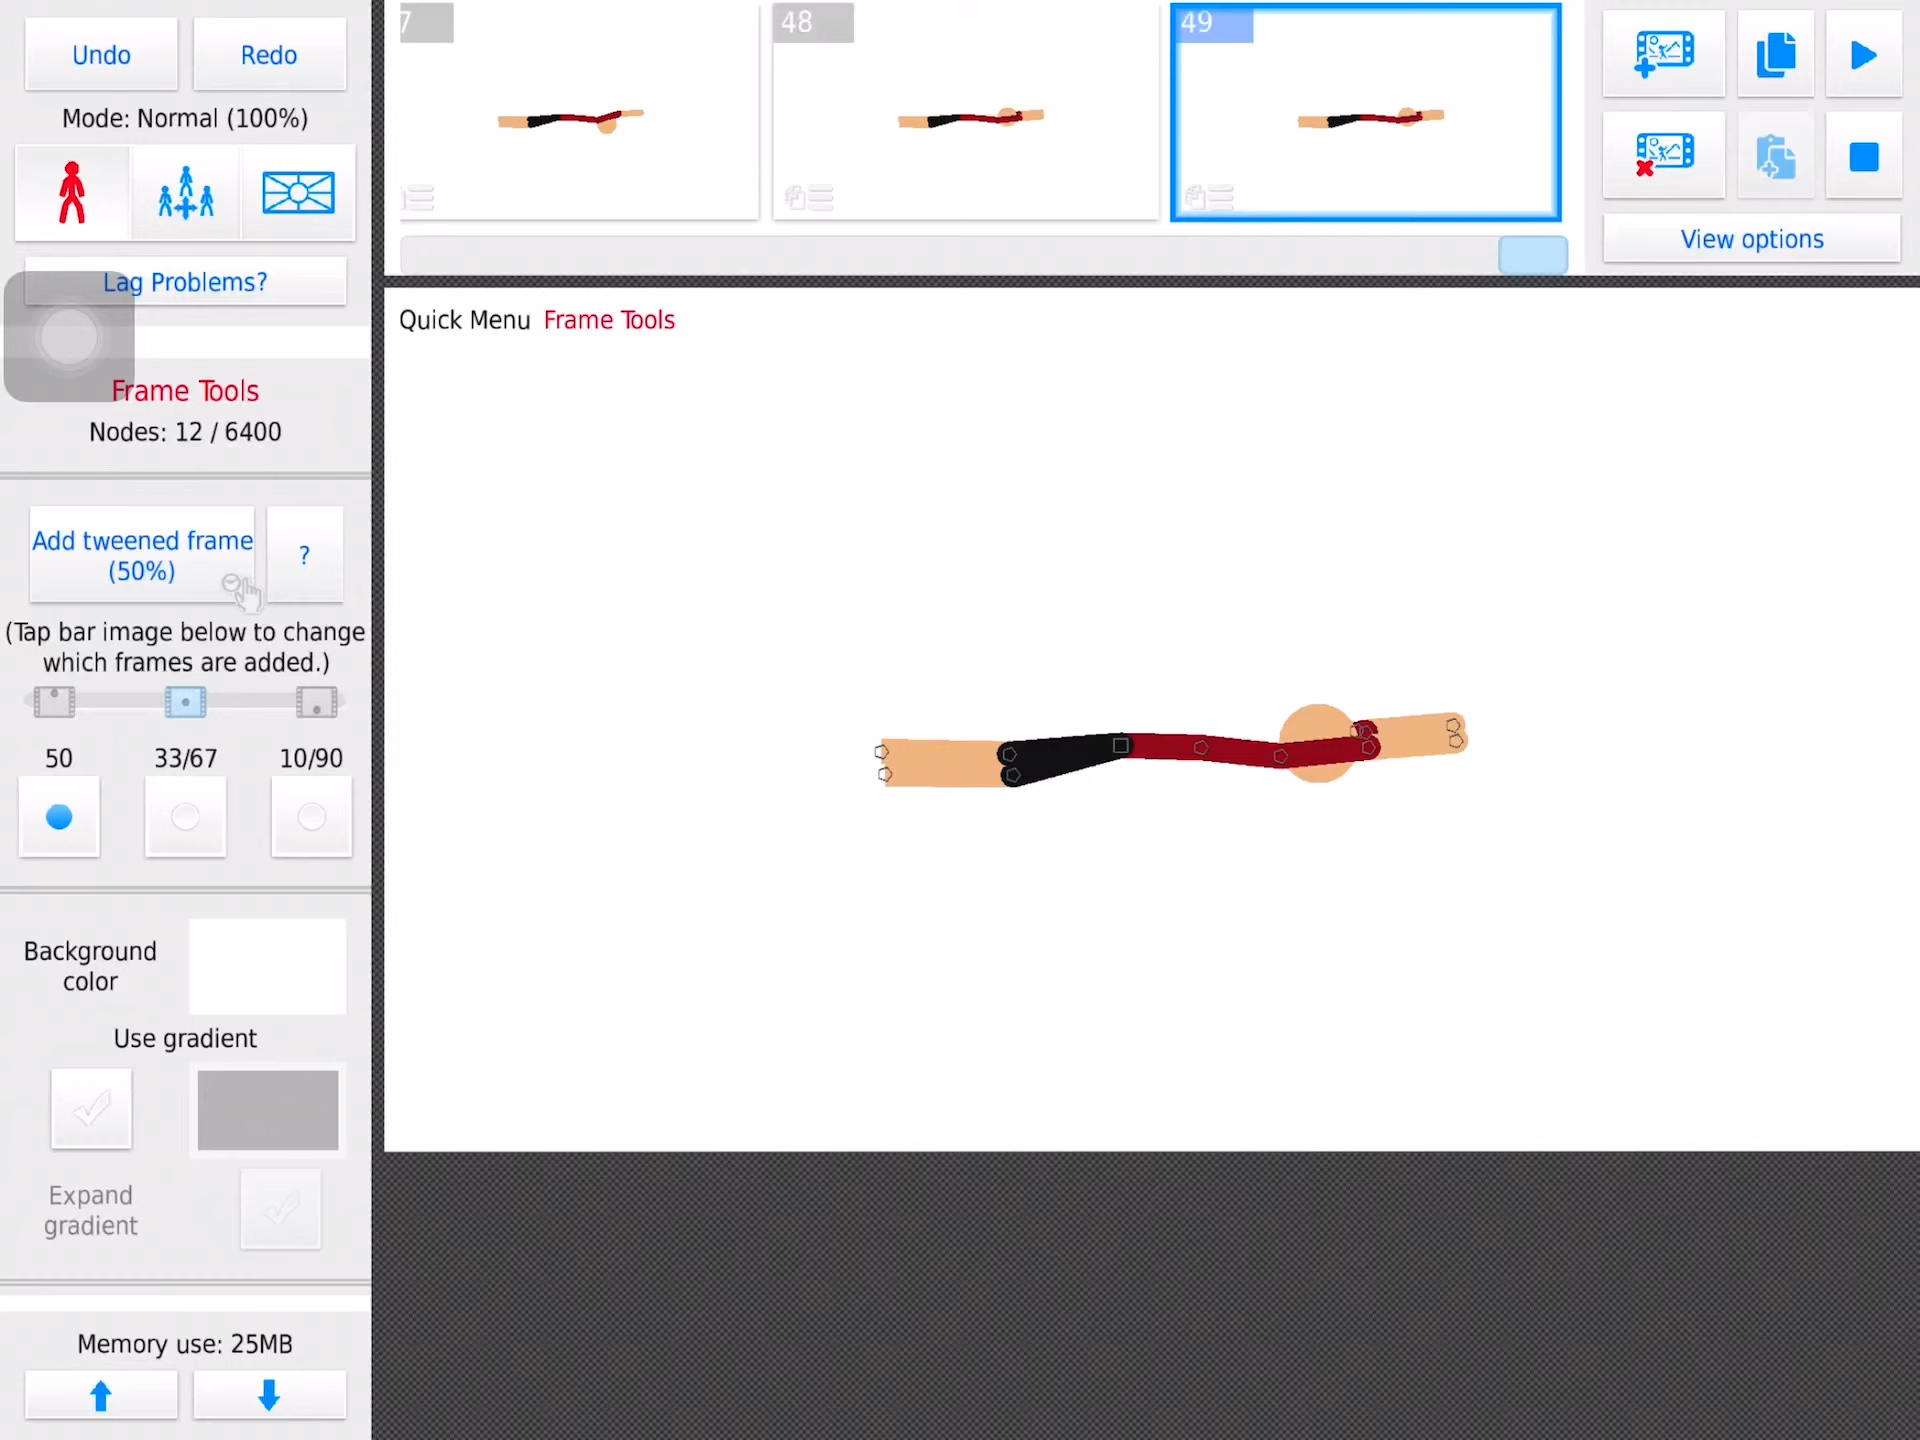 Undo
Redo
Mode: Normal (100%)
Lag Problems?
Frame Tools
Nodes: 12 / 6400
Add tweened frame
(50%)
?
(Tap bar image below to change
which frames are added.)
50
33/67
10/90
Background
color
Use gradient
Expand
gradient
Memory use: 25MB
7
48
49
View options
Quick Menu Frame Tools